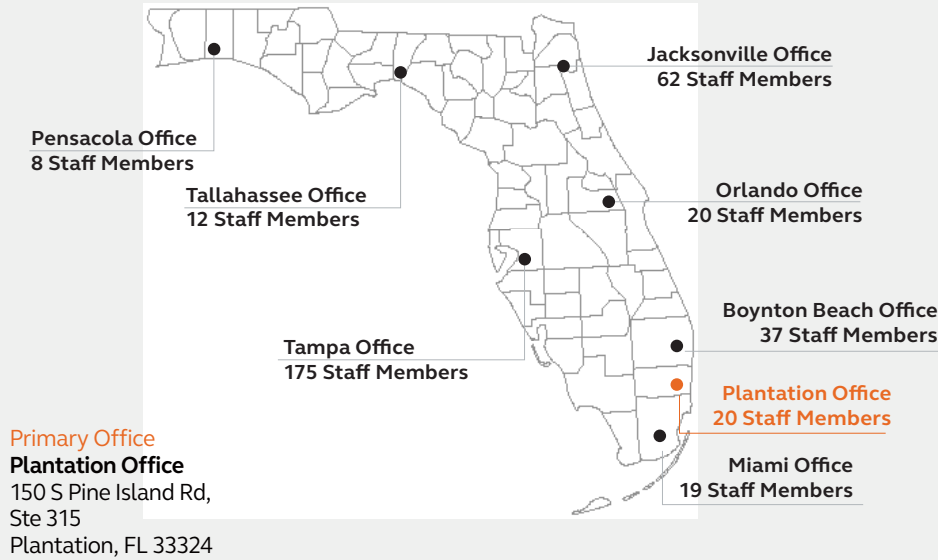 Jacksonville Office
62 Staff Members
Pensacola Office
8 Staff Members
Tallahassee Office
12 Staff Members
Orlando Office
20 Staff Members
Boynton Beach Office
37 Staff Members
Tampa Office
175 Staff Members
Plantation Office
20 Staff Members
Primary Office
Plantation Office
150 S Pine Island Rd,
Ste 315
Plantation, FL 33324
Miami Office
19 Staff Members